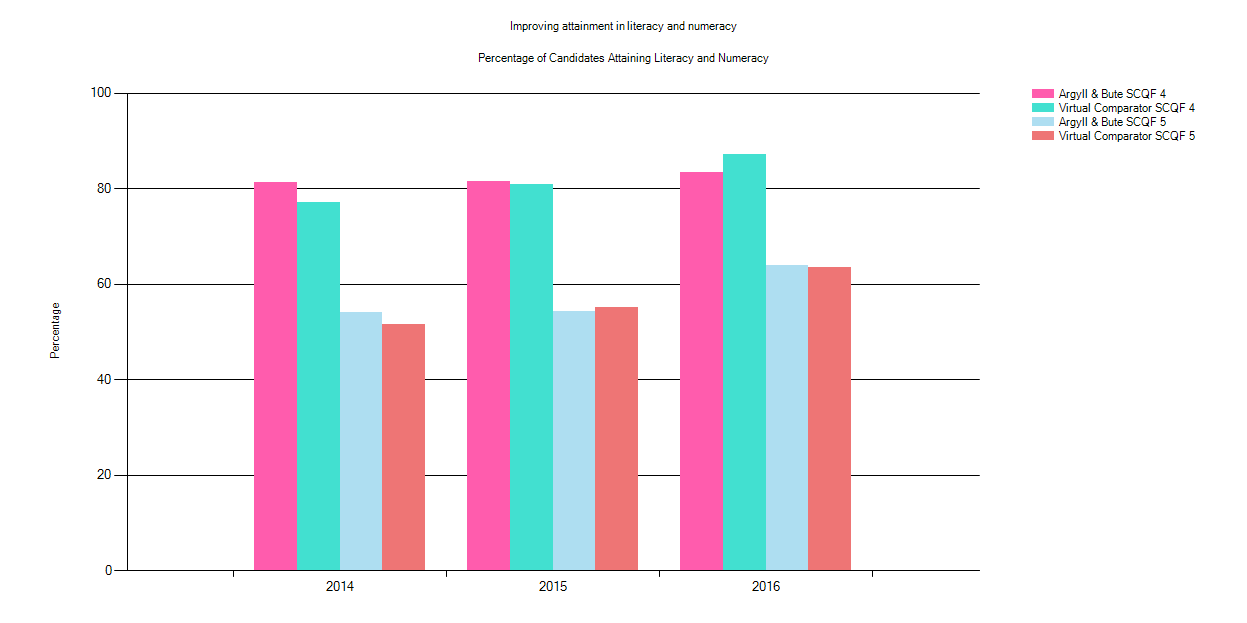 Improving attainment in literacy and numeracy
Percentage of Candidates Attaining Literacy and Numeracy
Argyll & Bute SCQF 4
Virtual Comparator SCQF 4
Argyll & Bute SCQF 5
Virtual Comparator SCQF 5
Percentage
100
80
60
40
20
0
2014 2015 2016